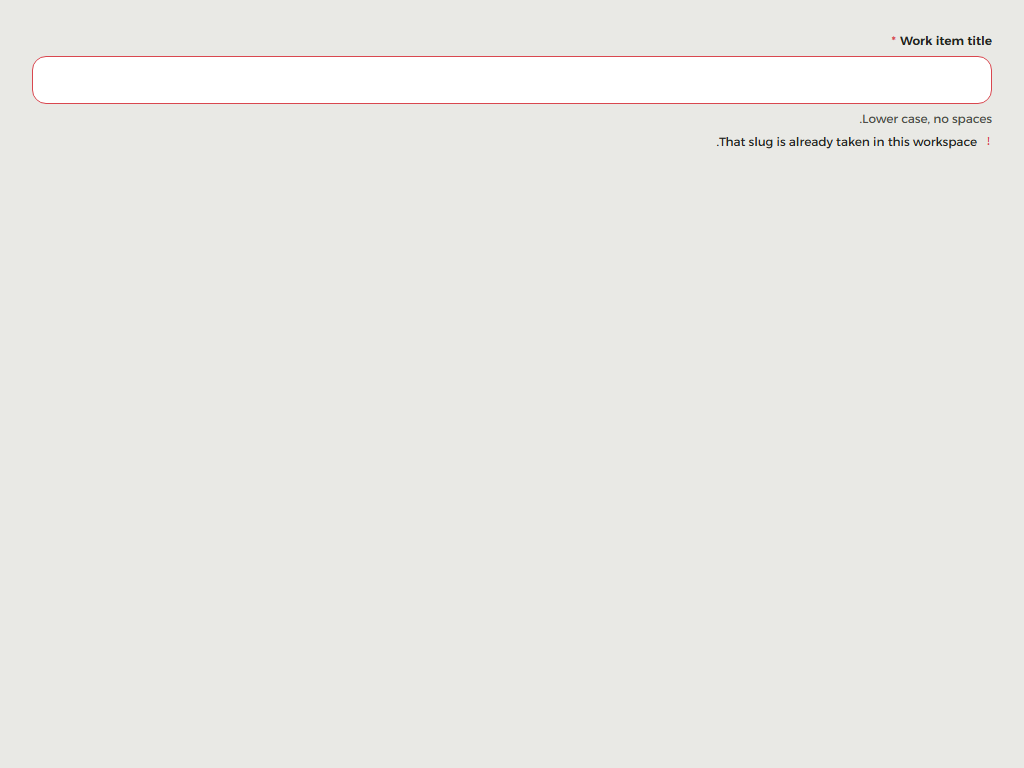 Work item title *
.Lower case, no spaces
! .That slug is already taken in this workspace